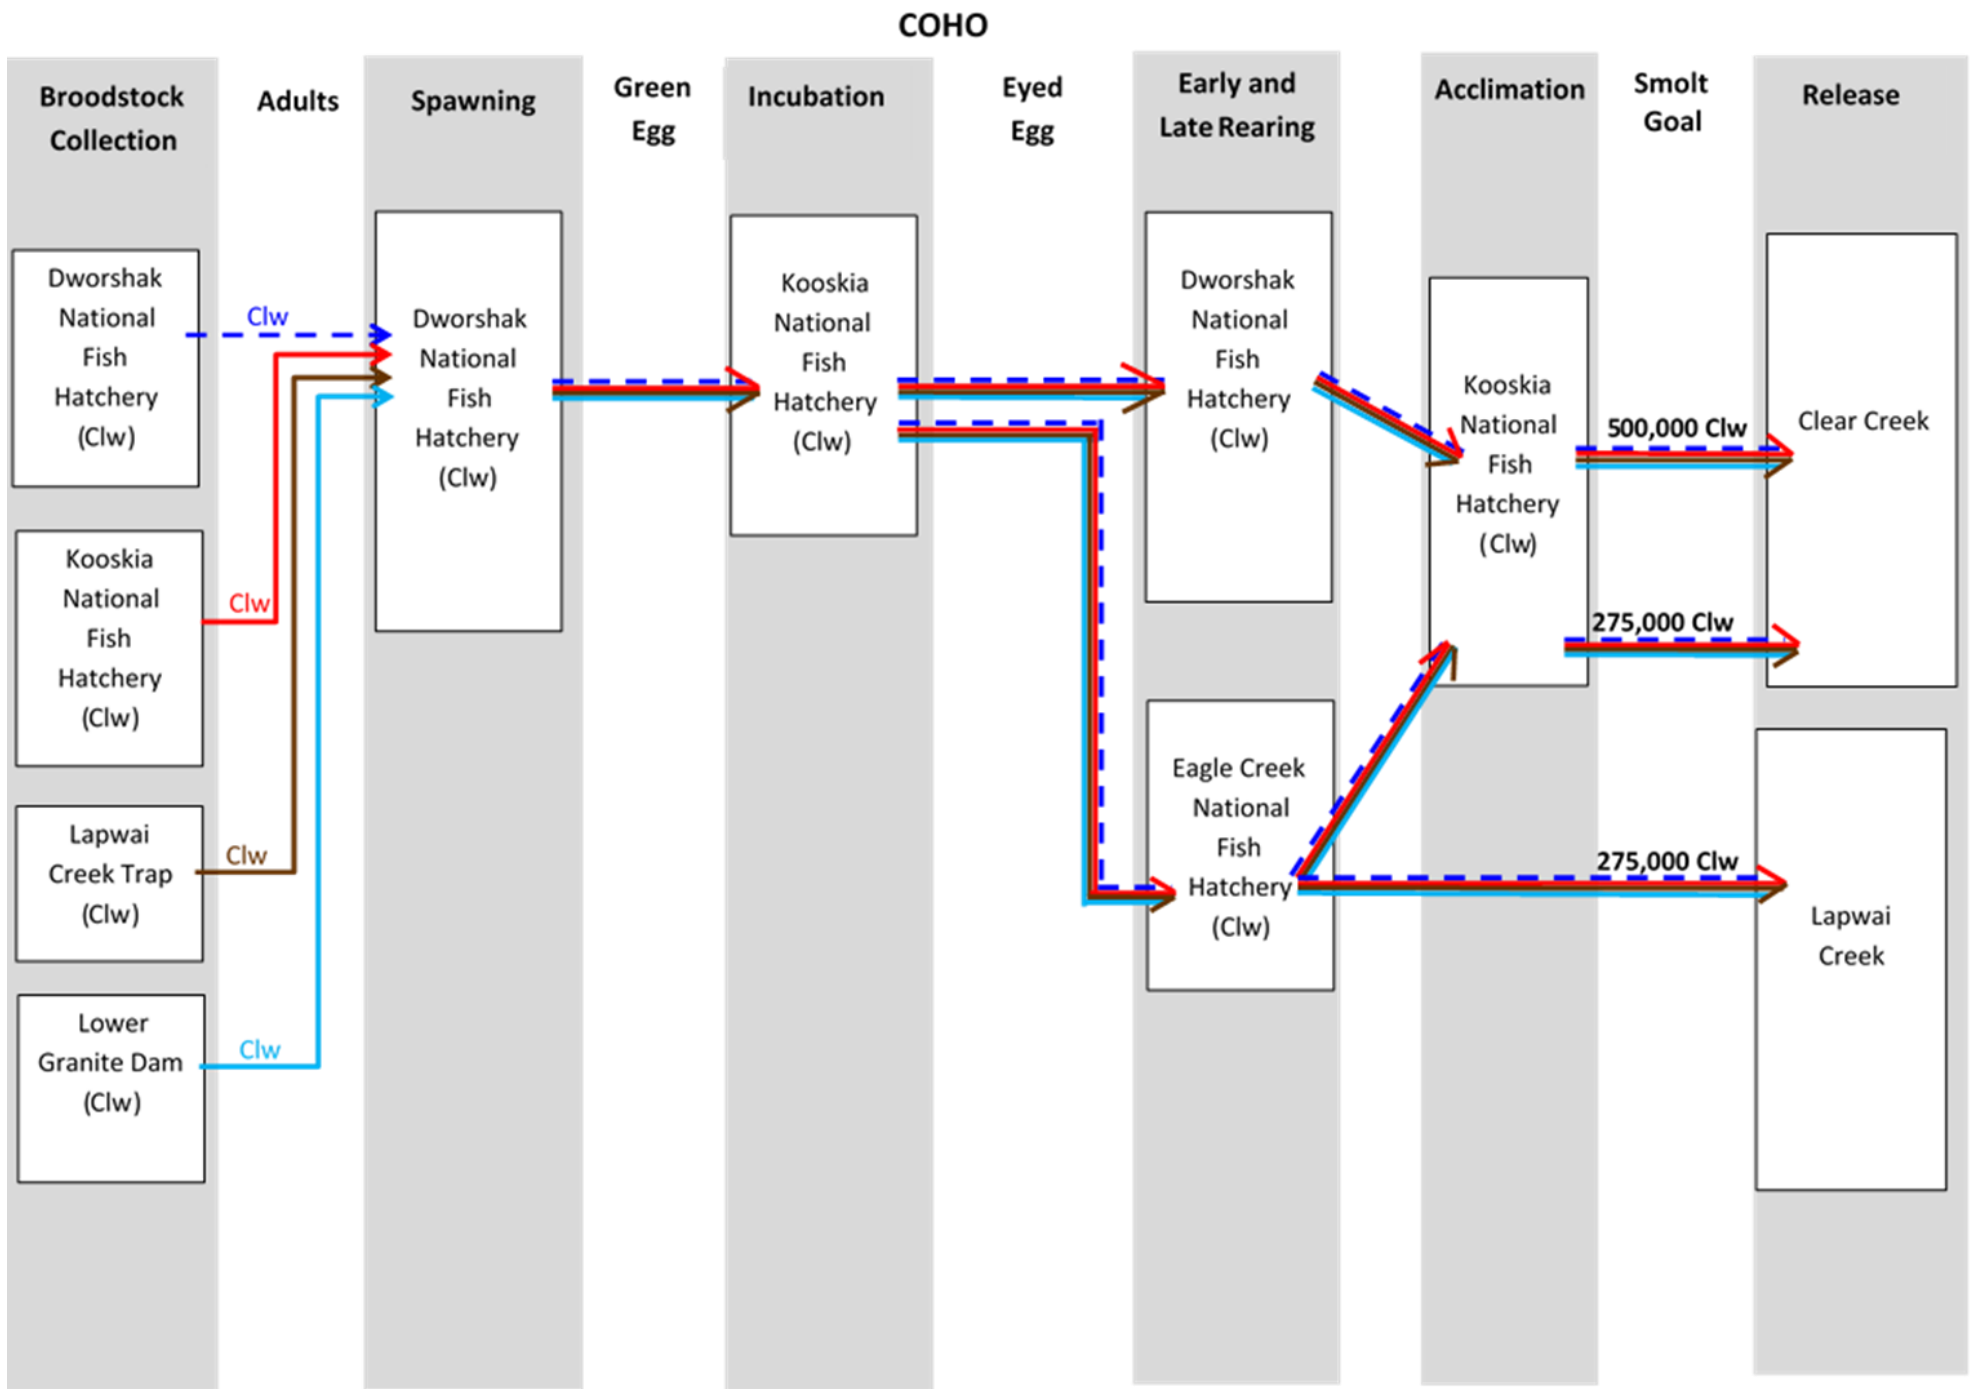 COHO
Broodstock
Collection
Adults
Spawning
Green
Egg
Incubation
Eyed
Egg
Early and
Late Rearing
Acclimation
Smolt
Goal
Release
Dworshak
National
Fish
Hatchery
(Clw)
Kooskia
National
Fish
Hatchery
(Clw)
Lapwai
Creek Trap
(Clw)
Lower
Granite Dam
(Clw)
Clw
Clw
Clw
Clw
Dworshak
National
Fish
Hatchery
(Clw)
Kooskia
National
Fish
Hatchery
(Clw)
Dworshak
National
Fish
Hatchery
(Clw)
Eagle Creek
National
Fish
Hatchery
(Clw)
Kooskia
National
Fish
Hatchery
(Clw)
500,000 Clw
275,000 Clw
275,000 Clw
Clear Creek
Lapwai
Creek